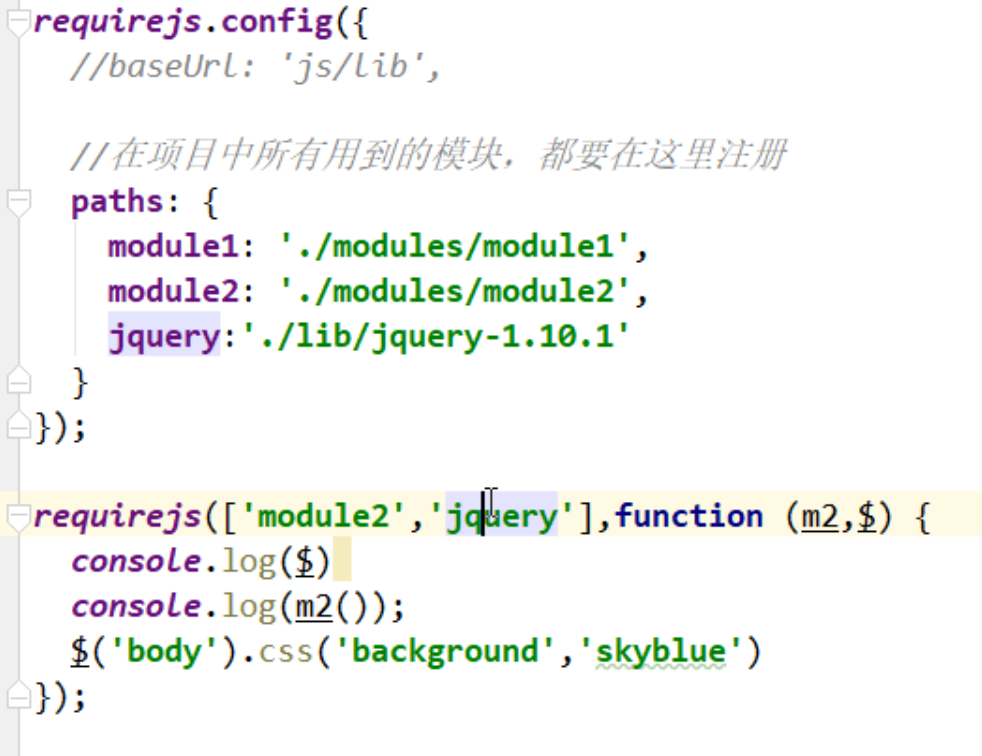 requirejs.config({
//baseUrl: 'js/lib',
//在项目中所有用到的模块，都要在这里注册
paths: {
module1: './modules/module1',
module2: './modules/module2',
jquery:'./lib/jquery-1.10.1'
}
});
requirejs(['module2','jquery'],function (m2,$) {
console.log($)
console.log(m2());
$('body').css('background','skyblue')
});